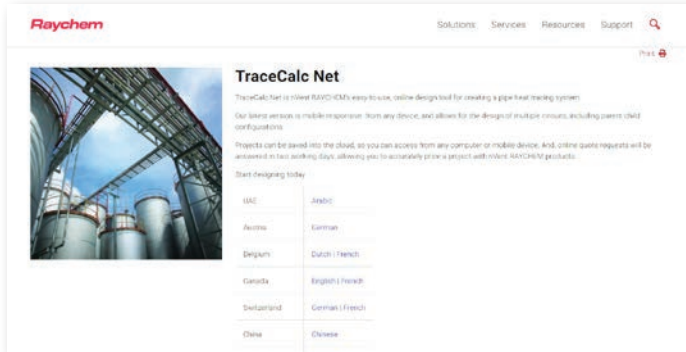 Raychem
Solutions Services Resources Support
Print
TraceCalc Net
TraceCalc Net is nVent RAYCHEM's easy to use, online design tool for creating a pipe heat tracing system.
Our latest version is mobile responsive from any device, and allows for the design of multiple circuits, including parent child
configurations.
Projects can be saved into the cloud, so you can access from any computer or mobile device. And, online quote requests will be
answered in two working days, allowing you to accurately price a project with nVent RAYCHEM products.
Start designing today
UAE Arabic
Austria German
Belgium Dutch | French
Canada English | French
Switzerland German | French
China Chinese